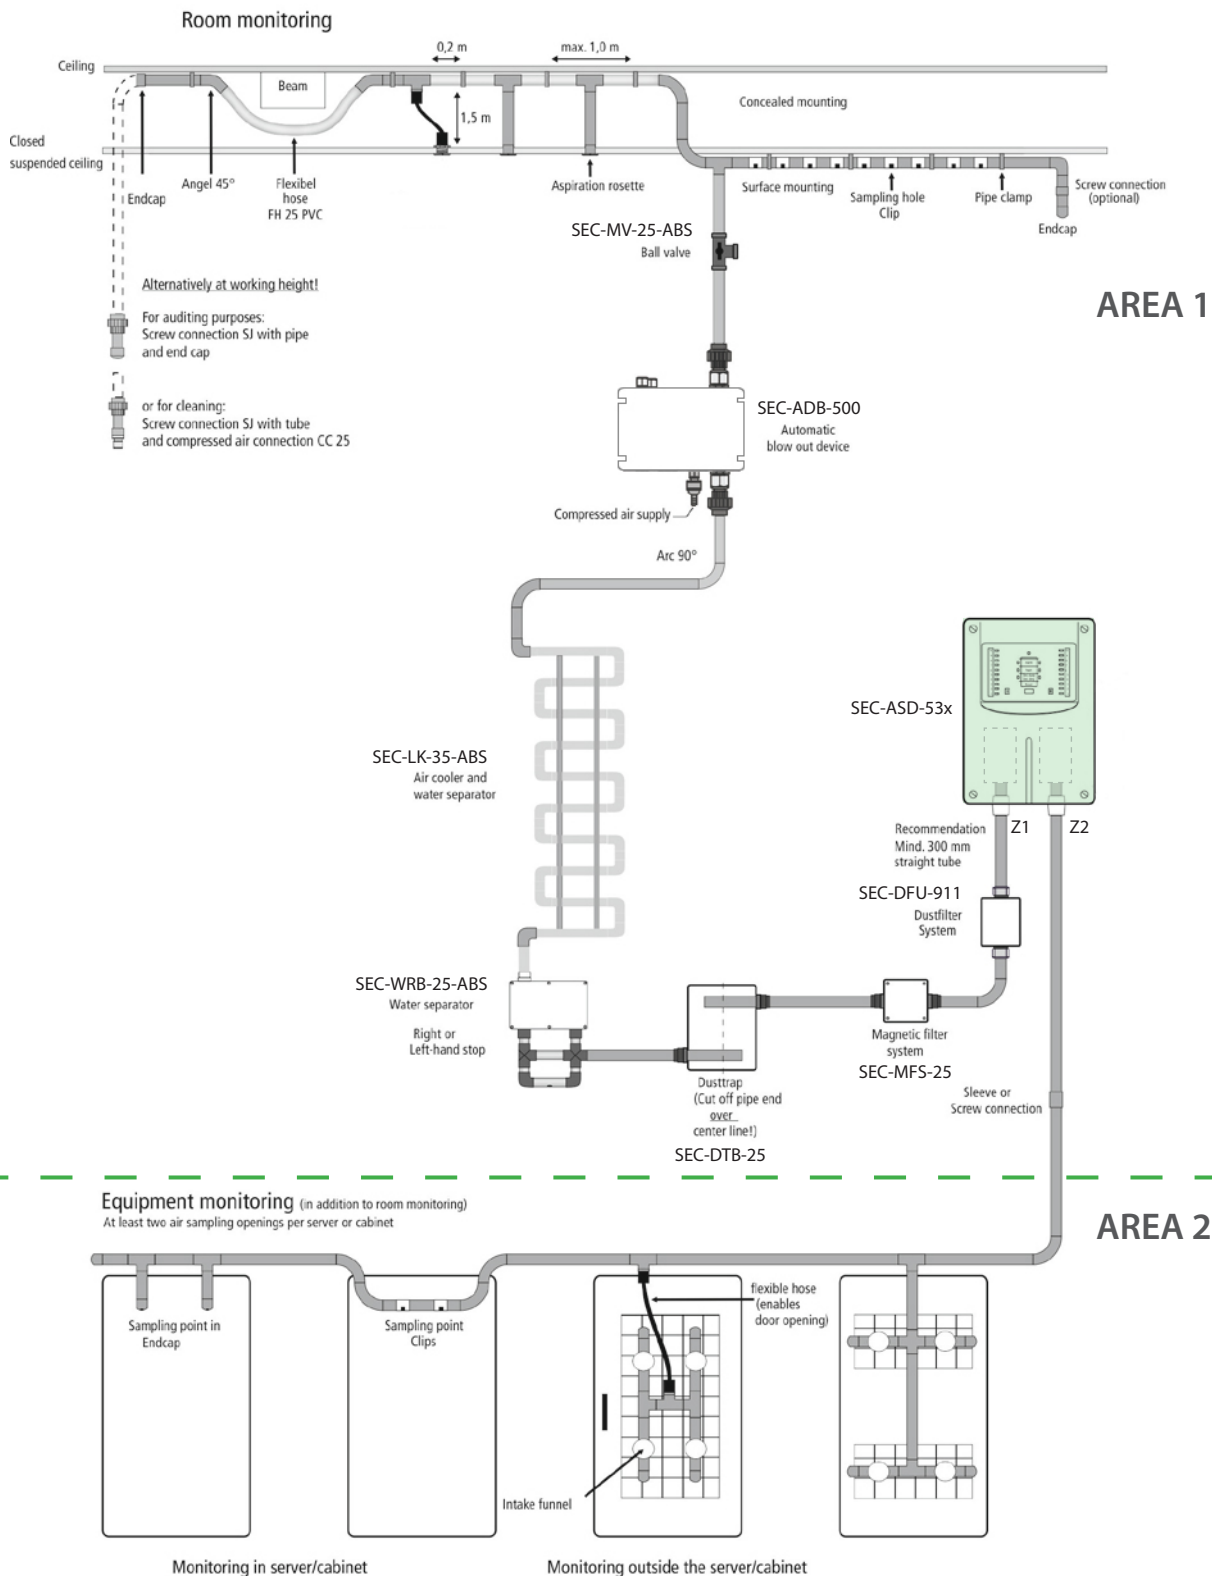 Room monitoring
0,2 m
max. 1,0 m
Ceiling
Beam
Concealed mounting
1,5 m
Closed
suspended ceiling
Endcap
Angel 45°
Flexibel
hose
FH 25 PVC
Aspiration rosette
Surface mounting
Sampling hole
Clip
Pipe clamp
Screw connection
(optional)
Endcap
SEC-MV-25-ABS
Ball valve
AREA 1
Alternatively at working height!
For auditing purposes:
Screw connection SJ with pipe
and end cap
or for cleaning:
Screw connection SJ with tube
and compressed air connection CC 25
SEC-ADB-500
Automatic
blow out device
Compressed air supply
Arc 90°
SEC-ASD-53x
SEC-LK-35-ABS
Air cooler and
water separator
Z1
Z2
Recommendation
Mind. 300 mm
straight tube
SEC-DFU-911
Dustfilter
System
SEC-WRB-25-ABS
Water separator
Right or
Left-hand stop
Magnetic filter
system
SEC-MFS-25
Dusttrap
(Cut off pipe end
over
center line!)
SEC-DTB-25
Sleeve or
Screw connection
Equipment monitoring (in addition to room monitoring)
At least two air sampling openings per server or cabinet
AREA 2
Sampling point in
Endcap
Sampling point
Clips
flexible hose
(enables
door opening)
Intake funnel
Monitoring in server/cabinet
Monitoring outside the server/cabinet